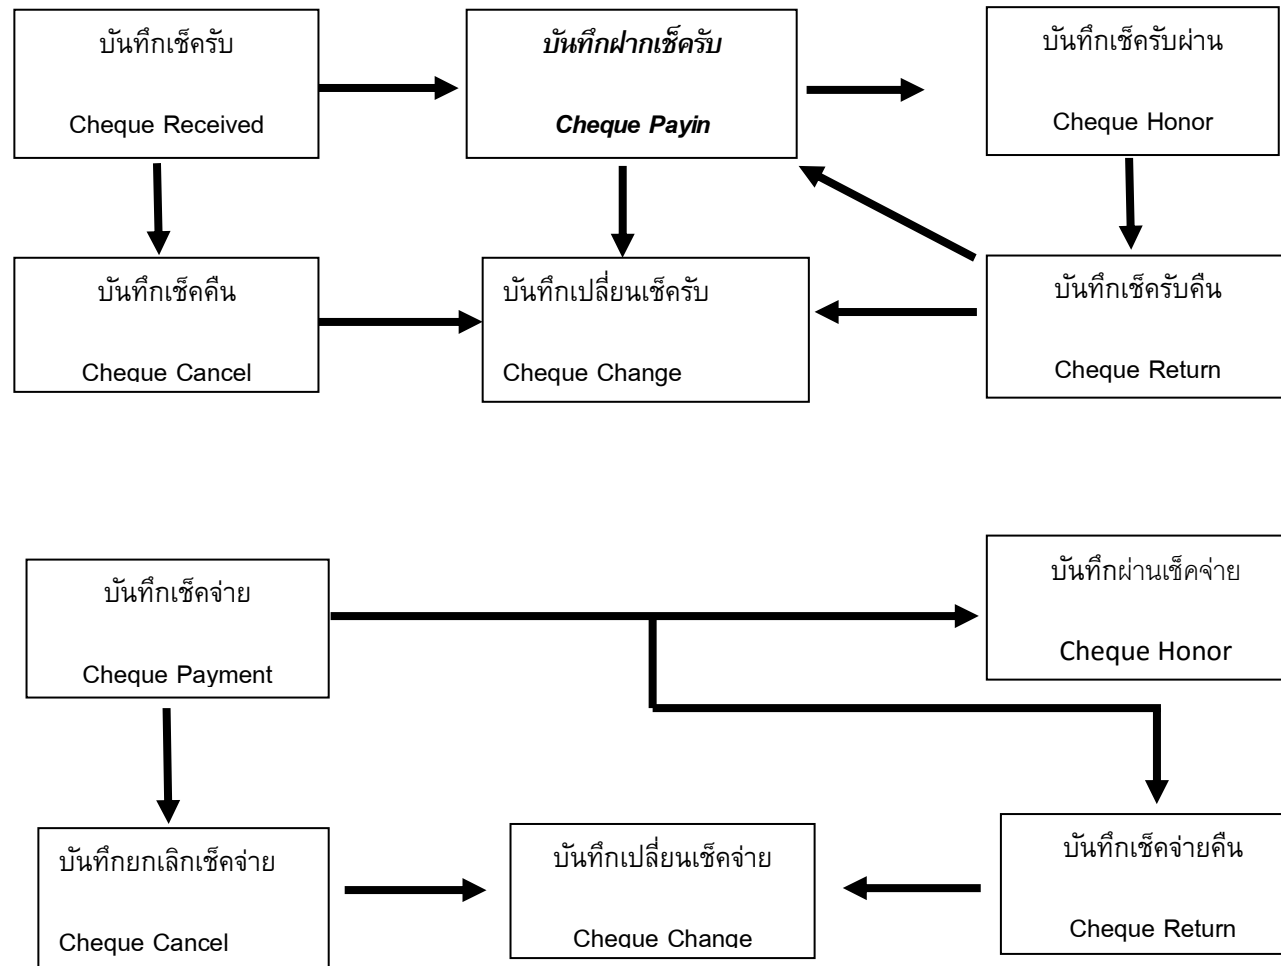 บันทึกเช็ครับ
Cheque Received
บันทึกฝากเช็ครับ
Cheque Payin
บันทึกเช็ครับผ่าน
Cheque Honor
บันทึกเช็คคืน
Cheque Cancel
บันทึกเปลี่ยนเช็ครับ
Cheque Change
บันทึกเช็ครับคืน
Cheque Return
บันทึกเช็คจ่าย
Cheque Payment
บันทึกผ่านเช็คจ่าย
Cheque Honor
บันทึกยกเลิกเช็คจ่าย
Cheque Cancel
บันทึกเปลี่ยนเช็คจ่าย
Cheque Change
บันทึกเช็คจ่ายคืน
Cheque Return